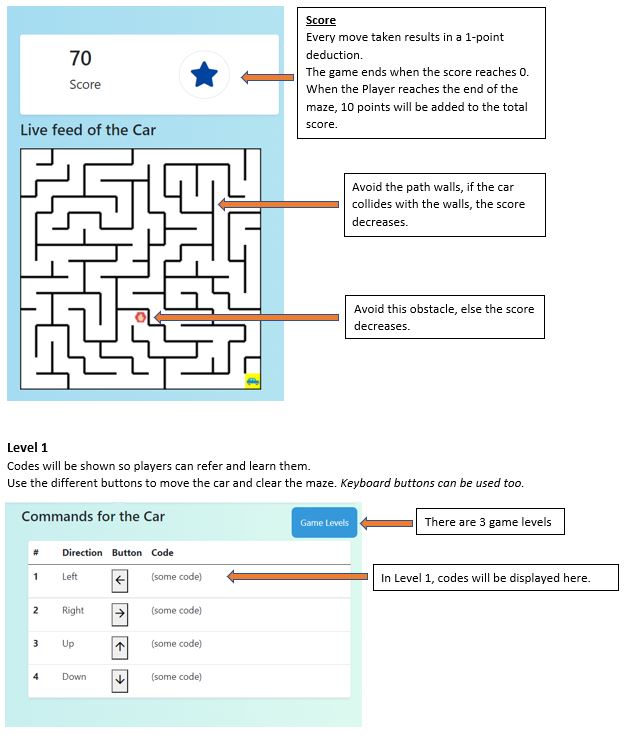 70
Score
Score
Every move taken results in a 1-point
deduction.
The game ends when the score reaches 0.
When the Player reaches the end of the
maze, 10 points will be added to the total
score.
Live feed of the Car
Avoid the path walls, if the car
collides with the walls, the score
decreases.
Avoid this obstacle, else the score
decreases.
Level 1
Codes will be shown so players can refer and learn them.
Use the different buttons to move the car and clear the maze. Keyboard buttons can be used too.
Commands for the Car
Game Levels
There are 3 game levels
# Direction Button Code
1 Left ← (some code)
In Level 1, codes will be displayed here.
2 Right → (some code)
3 Up ↑ (some code)
4 Down ↓ (some code)